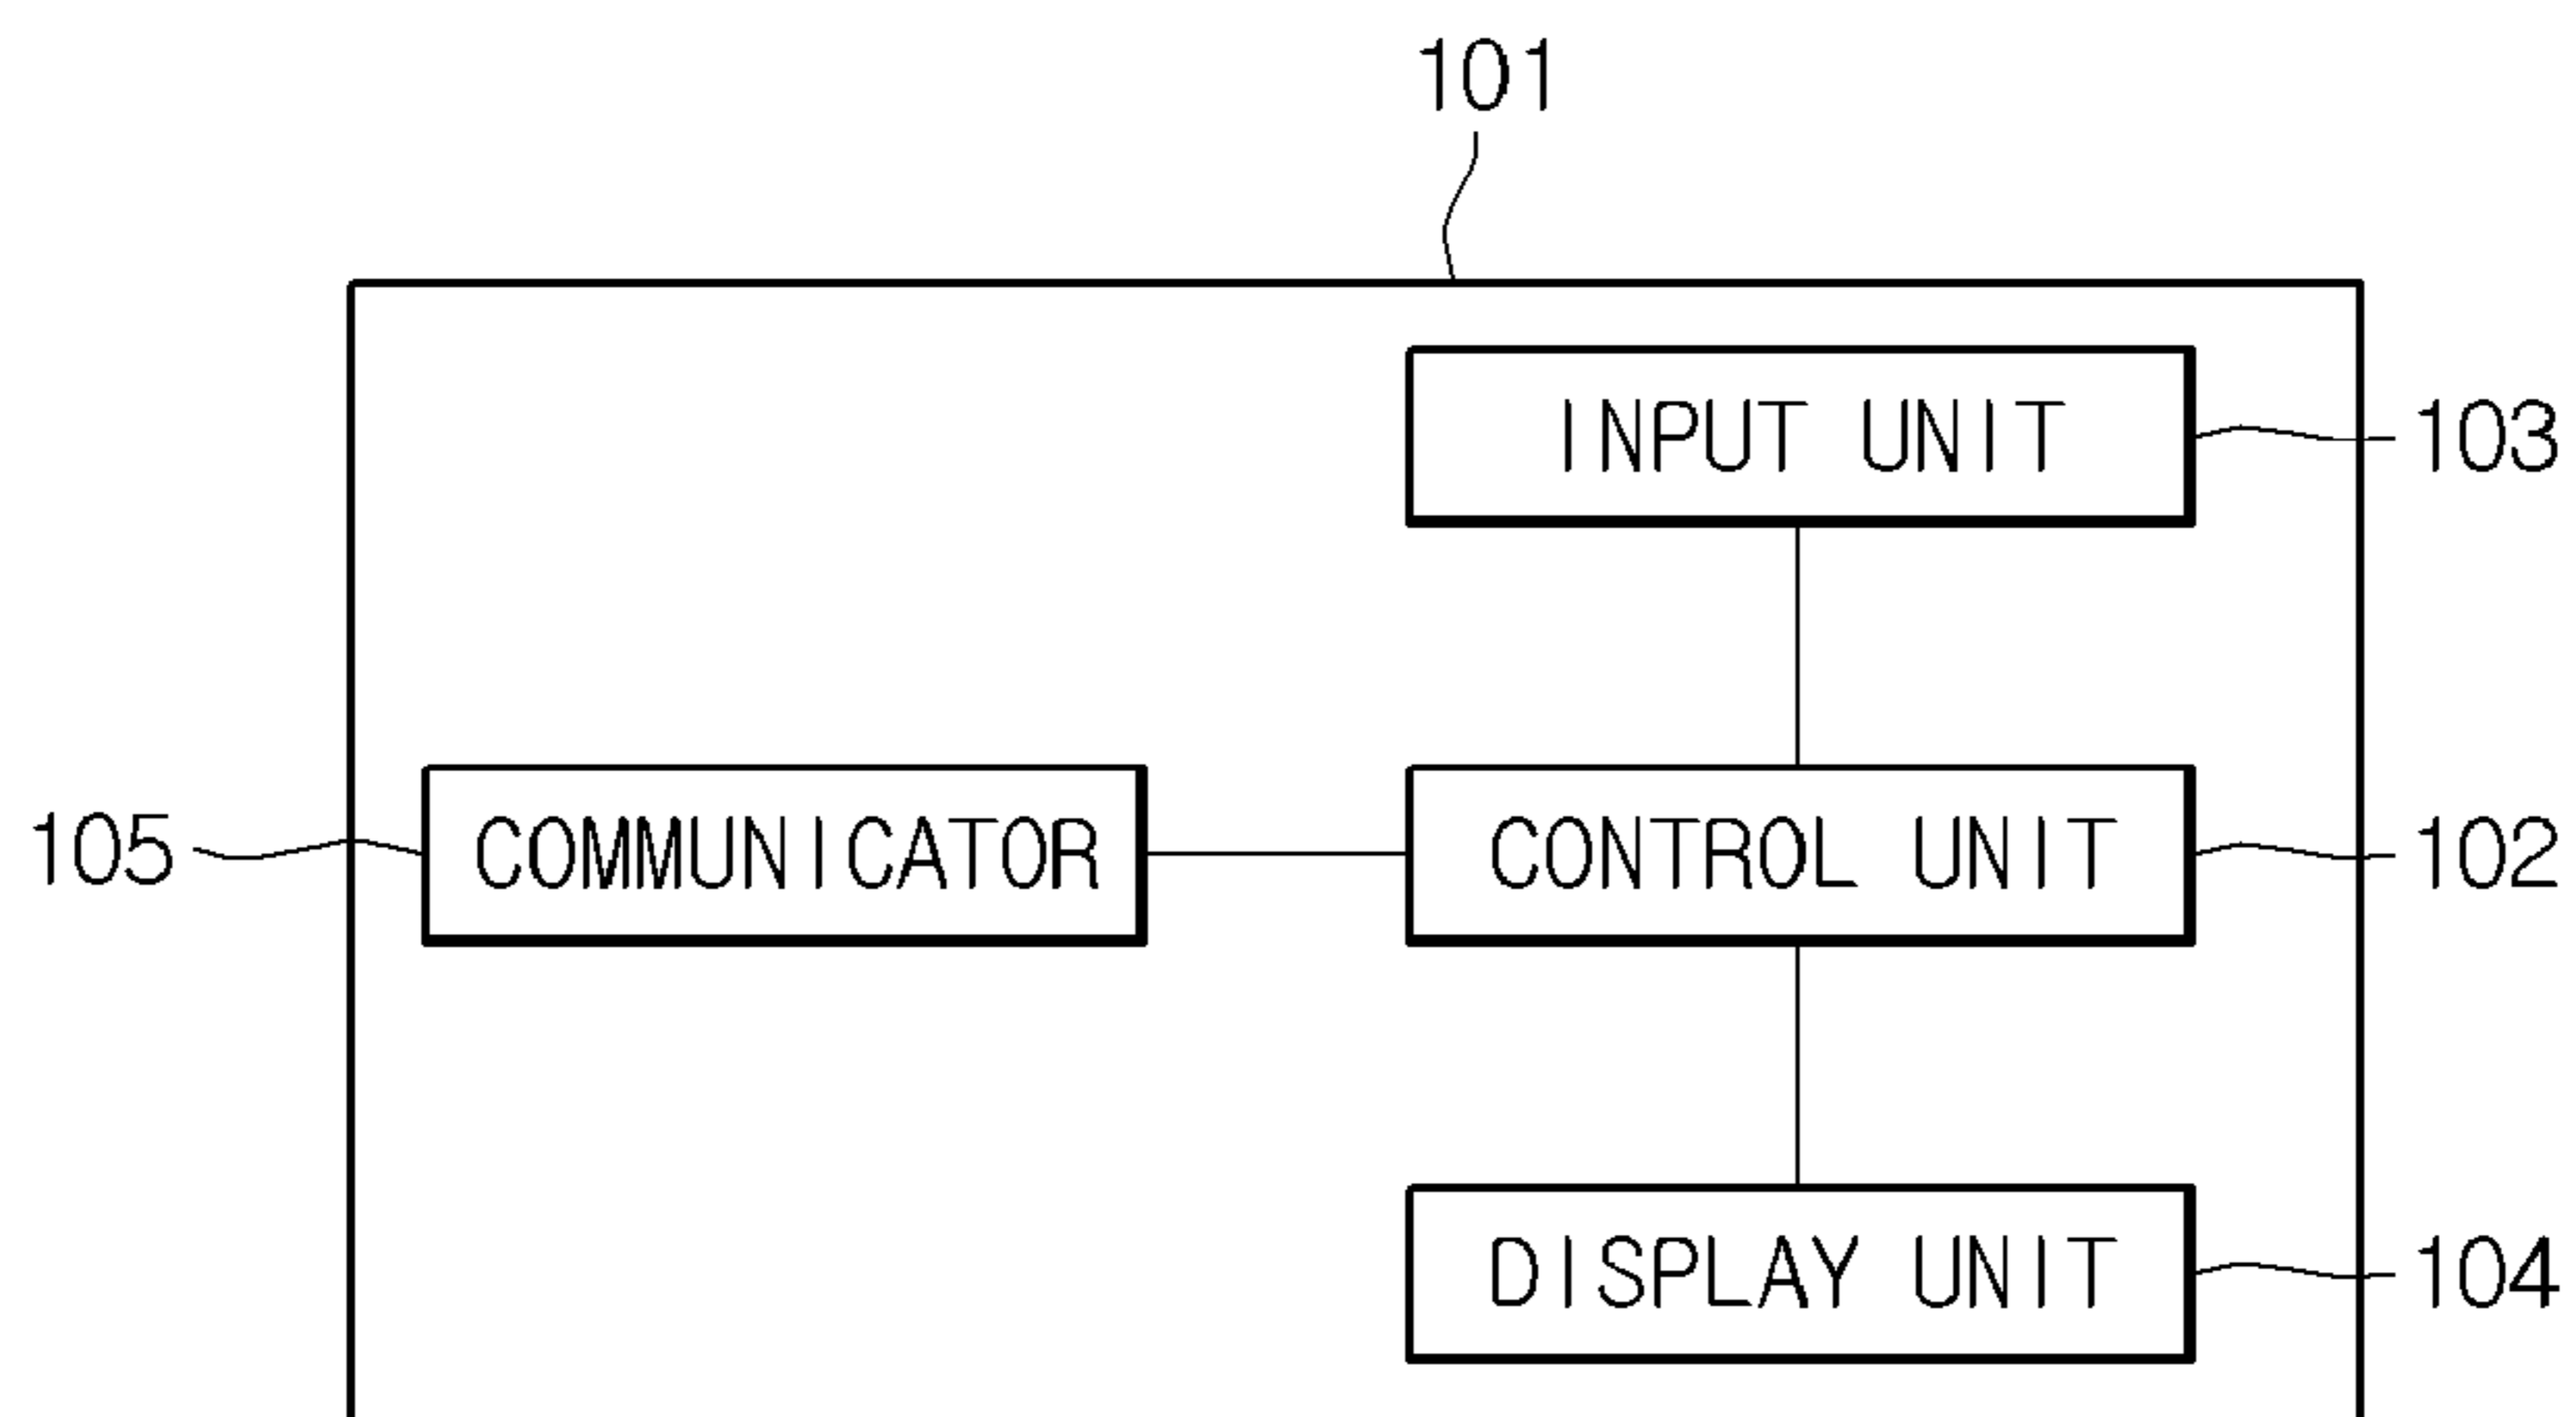 101
INPUT UNIT 103
105 COMMUNICATOR CONTROL UNIT 102
DISPLAY UNIT 104